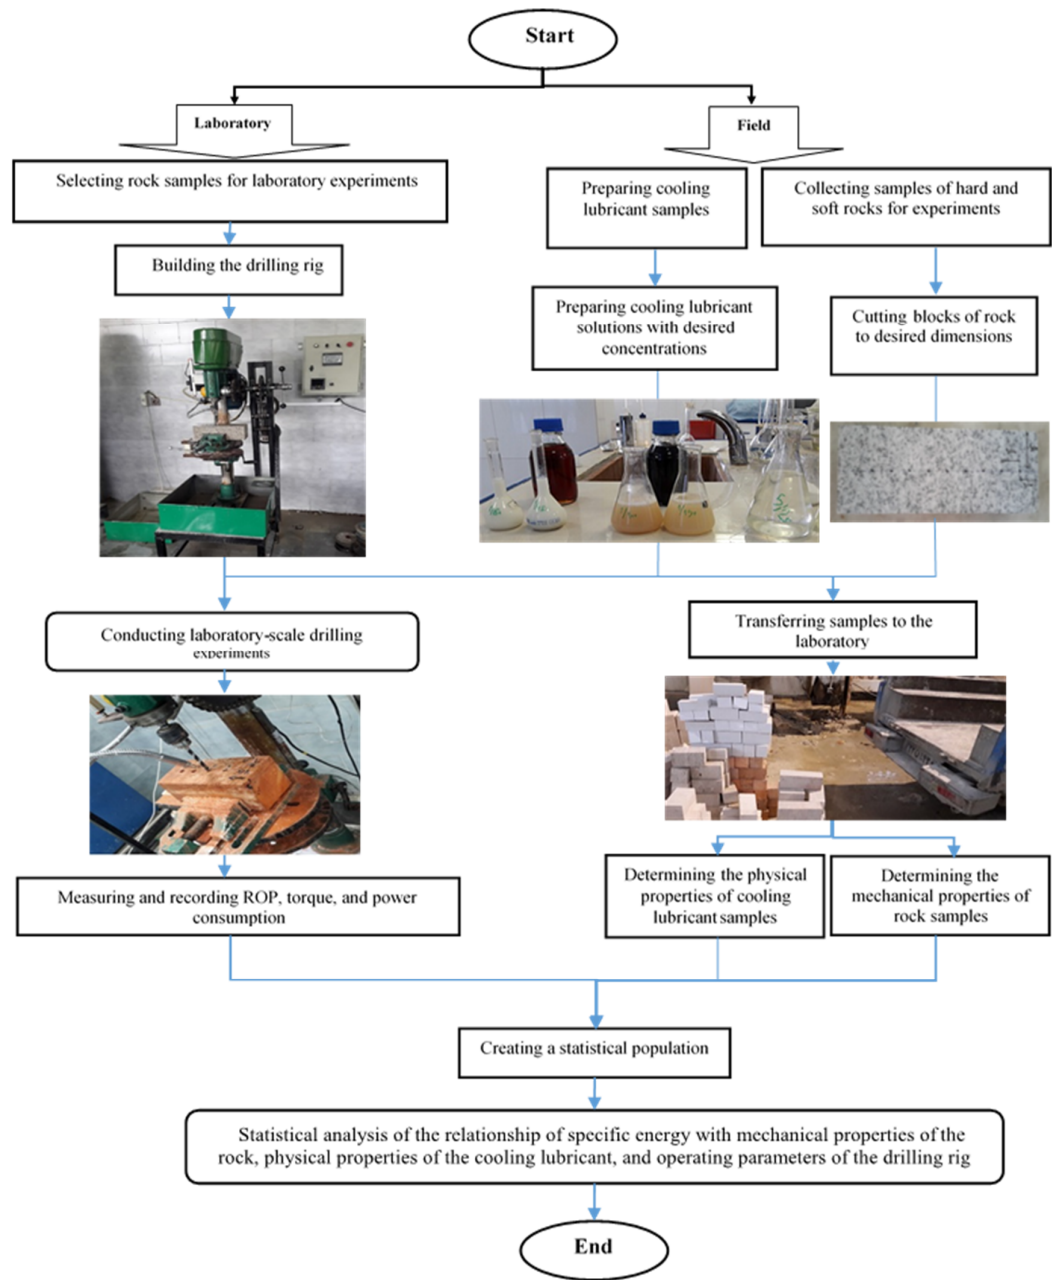 Start
Laboratory
Field
Selecting rock samples for laboratory experiments
Preparing cooling
lubricant samples
Collecting samples of hard and
soft rocks for experiments
Building the drilling rig
Preparing cooling lubricant
solutions with desired
concentrations
Cutting blocks of rock
to desired dimensions
Conducting laboratory-scale drilling
experiments
Transferring samples to the
laboratory
Measuring and recording ROP, torque, and power
consumption
Determining the physical
properties of cooling
lubricant samples
Determining the
mechanical properties of
rock samples
Creating a statistical population
Statistical analysis of the relationship of specific energy with mechanical properties of the
rock, physical properties of the cooling lubricant, and operating parameters of the drilling rig
End